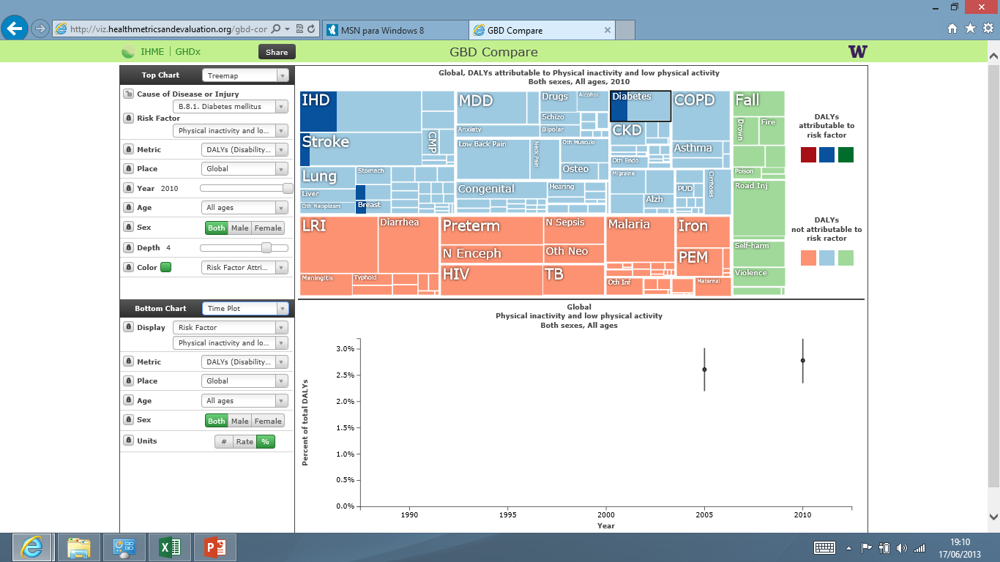 http://viz.healthmetricsandevaluation.org/gbd-cor
MSN para Windows 8
GBD Compare
IHME | GHDx
Share
GBD Compare
W
Top Chart
Treemap
Cause of Disease or Injury
B.8.1. Diabetes mellitus
Risk Factor
Physical inactivity and lo...
Metric
DALYs (Disability...
Place
Global
Year 2010
Age
All ages
Sex
Both Male Female
Depth 4
Color
Risk Factor Attri...
Global, DALYs attributable to Physical inactivity and low physical activity
Both sexes, All ages, 2010
IHD
Stroke
CMP
Lung
Stomach
Liver
Oth Neoplasm
Breast
MDD
Drugs
Alcohol
Schizo
Anxiety
Bipolar
Low Back Pain
Neck Pain
Oth Musculo
Osteo
Congenital
Hearing
Diabetes
CKD
Oth Endo
COPD
Asthma
Migraine
Alzh
PUD
Cirrhosis
Fall
Drown
Fire
Poison
Road Inj
Self-harm
Violence
LRI
Diarrhea
Meningitis
Typhoid
Preterm
N Sepsis
N Enceph
Oth Neo
HIV
TB
Malaria
Iron
PEM
Oth Inf
Maternal
DALYs
attributable to
risk factor
DALYs
not attributable to
risk ractor
Bottom Chart
Time Plot
Display
Risk Factor
Physical inactivity and lo...
Metric
DALYs (Disability...
Place
Global
Age
All ages
Sex
Both Male Female
Units
# Rate %
Global
Physical inactivity and low physical activity
Both sexes, All ages
Percent of total DALYs
3.0%
2.5%
2.0%
1.5%
1.0%
0.5%
0.0%
1990 1995 2000 2005 2010
Year
19:10
17/06/2013